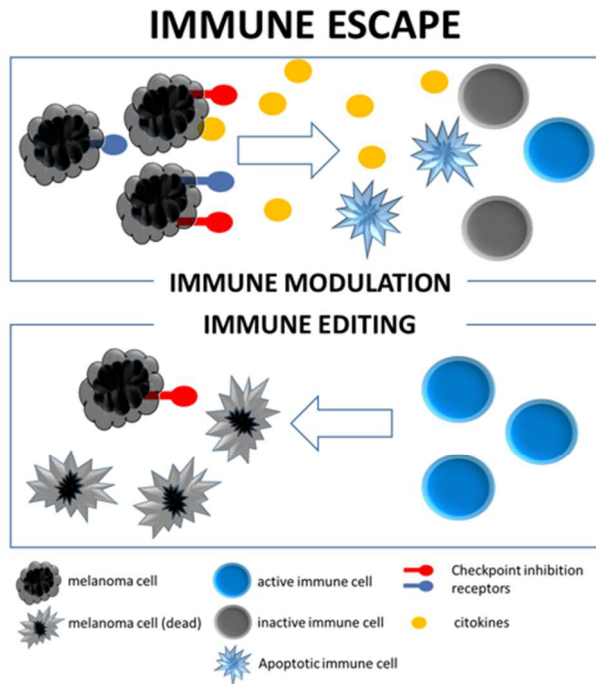 IMMUNE ESCAPE
IMMUNE MODULATION
IMMUNE EDITING
melanoma cell
active immune cell
Checkpoint inhibition
receptors
melanoma cell (dead)
inactive immune cell
citokines
Apoptotic immune cell